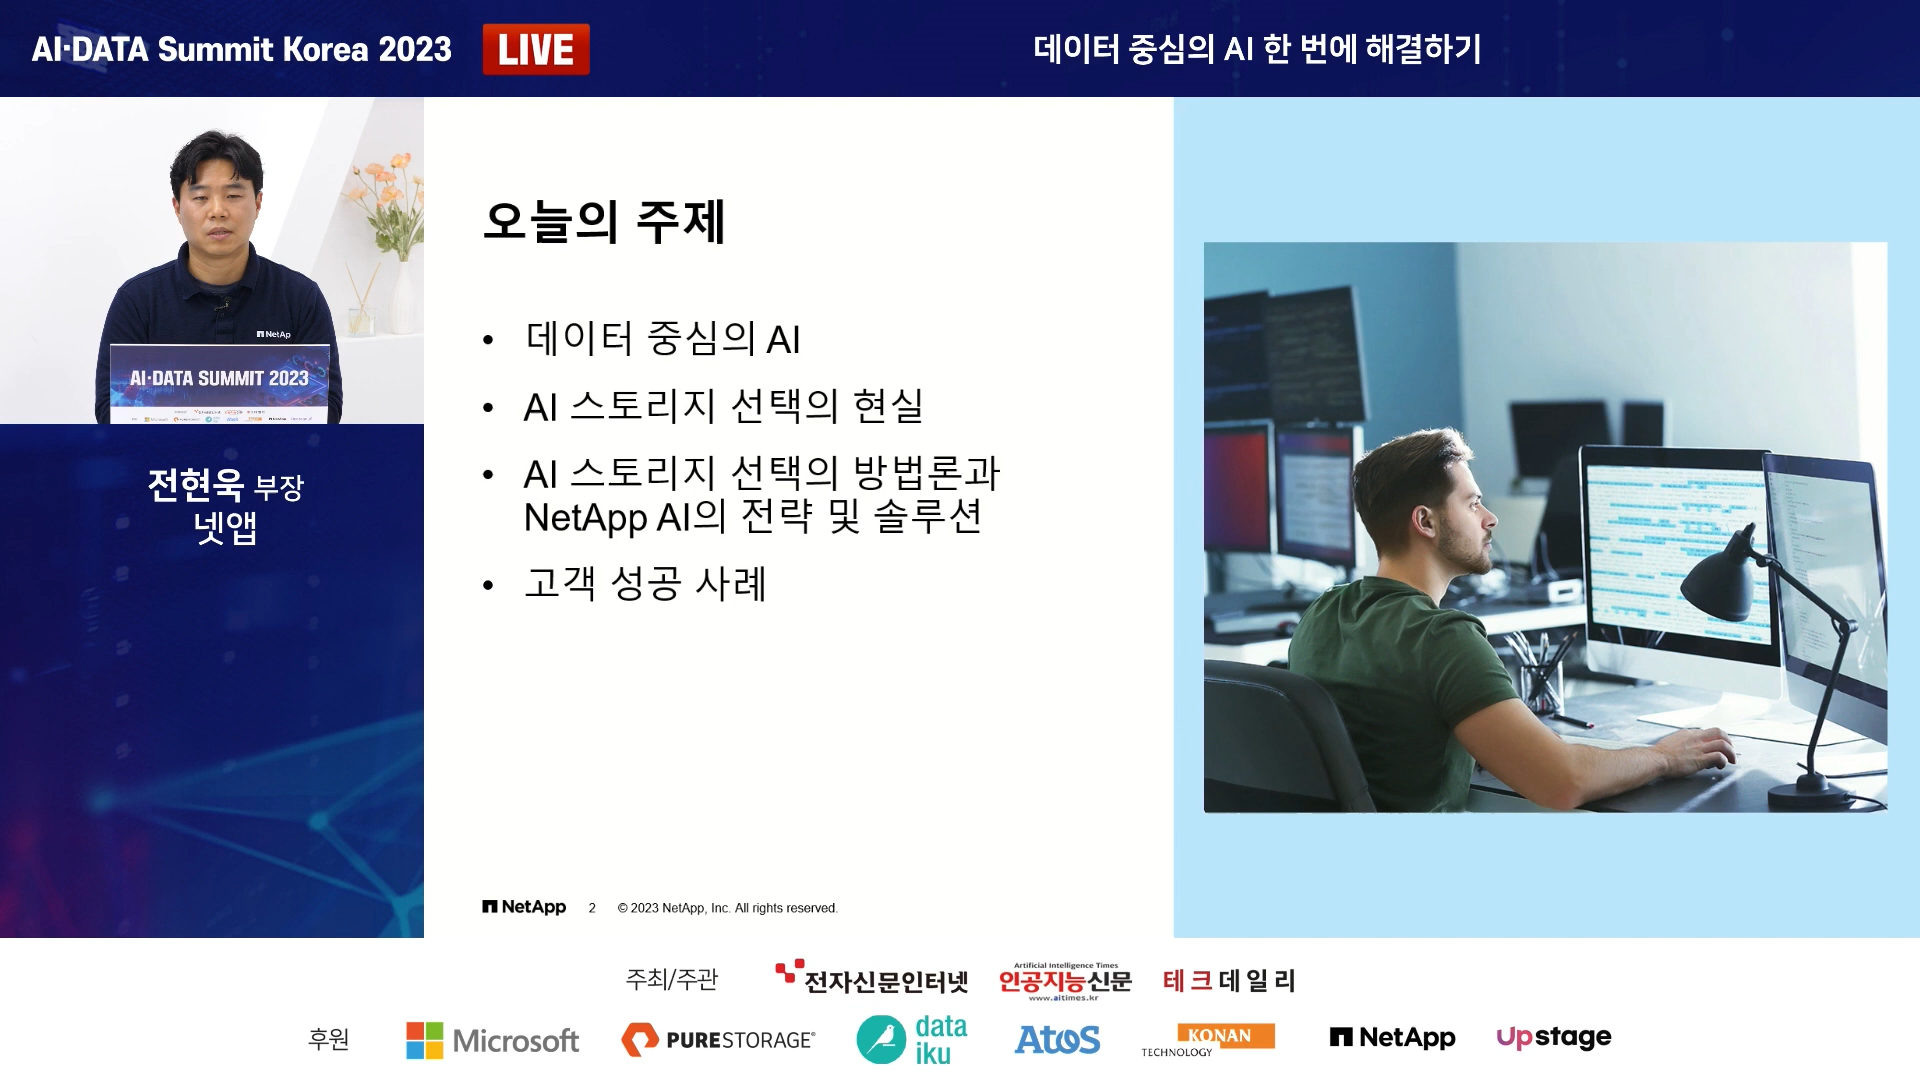 AI·DATA Summit Korea 2023 LIVE
데이터 중심의 AI 한 번에 해결하기
NetApp
AI·DATA SUMMIT 2023
전현욱 부장
넷앱
오늘의 주제
• 데이터 중심의 AI
• AI 스토리지 선택의 현실
• AI 스토리지 선택의 방법론과
NetApp AI의 전략 및 솔루션
• 고객 성공 사례
NetApp 2 © 2023 NetApp, Inc. All rights reserved.
주최/주관
전자신문인터넷
Artificial Intelligence Times
인공지능신문
www.aitimes.kr
테크데일리
후원
Microsoft
PURESTORAGE®
data
iku
Atos
KONAN
TECHNOLOGY
NetApp
Upstage